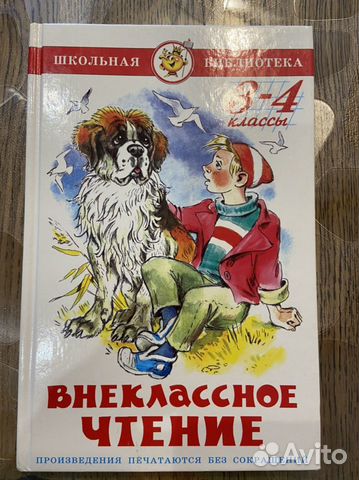 ШКОЛЬНАЯ БИБЛИОТЕКА
3-4
классы
ВНЕКЛАССНОЕ
ЧТЕНИЕ
ПРОИЗВЕДЕНИЯ ПЕЧАТАЮТСЯ БЕЗ СОКРАЩЕНИЙ
Avito